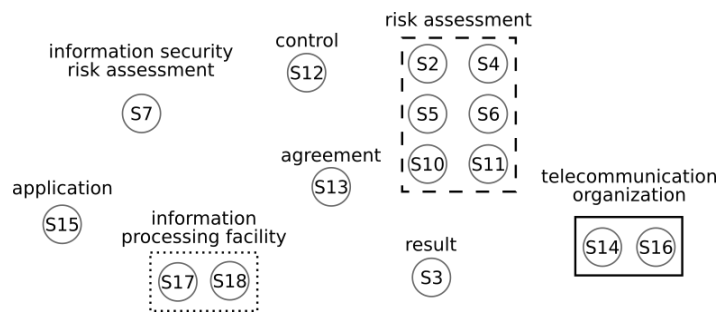 risk assessment
control
information security
risk assessment
S12
S2
S4
S7
S5
S6
agreement
S10
S11
S13
application
telecommunication
organization
S15
information
processing facility
result
S14
S16
S17
S18
S3